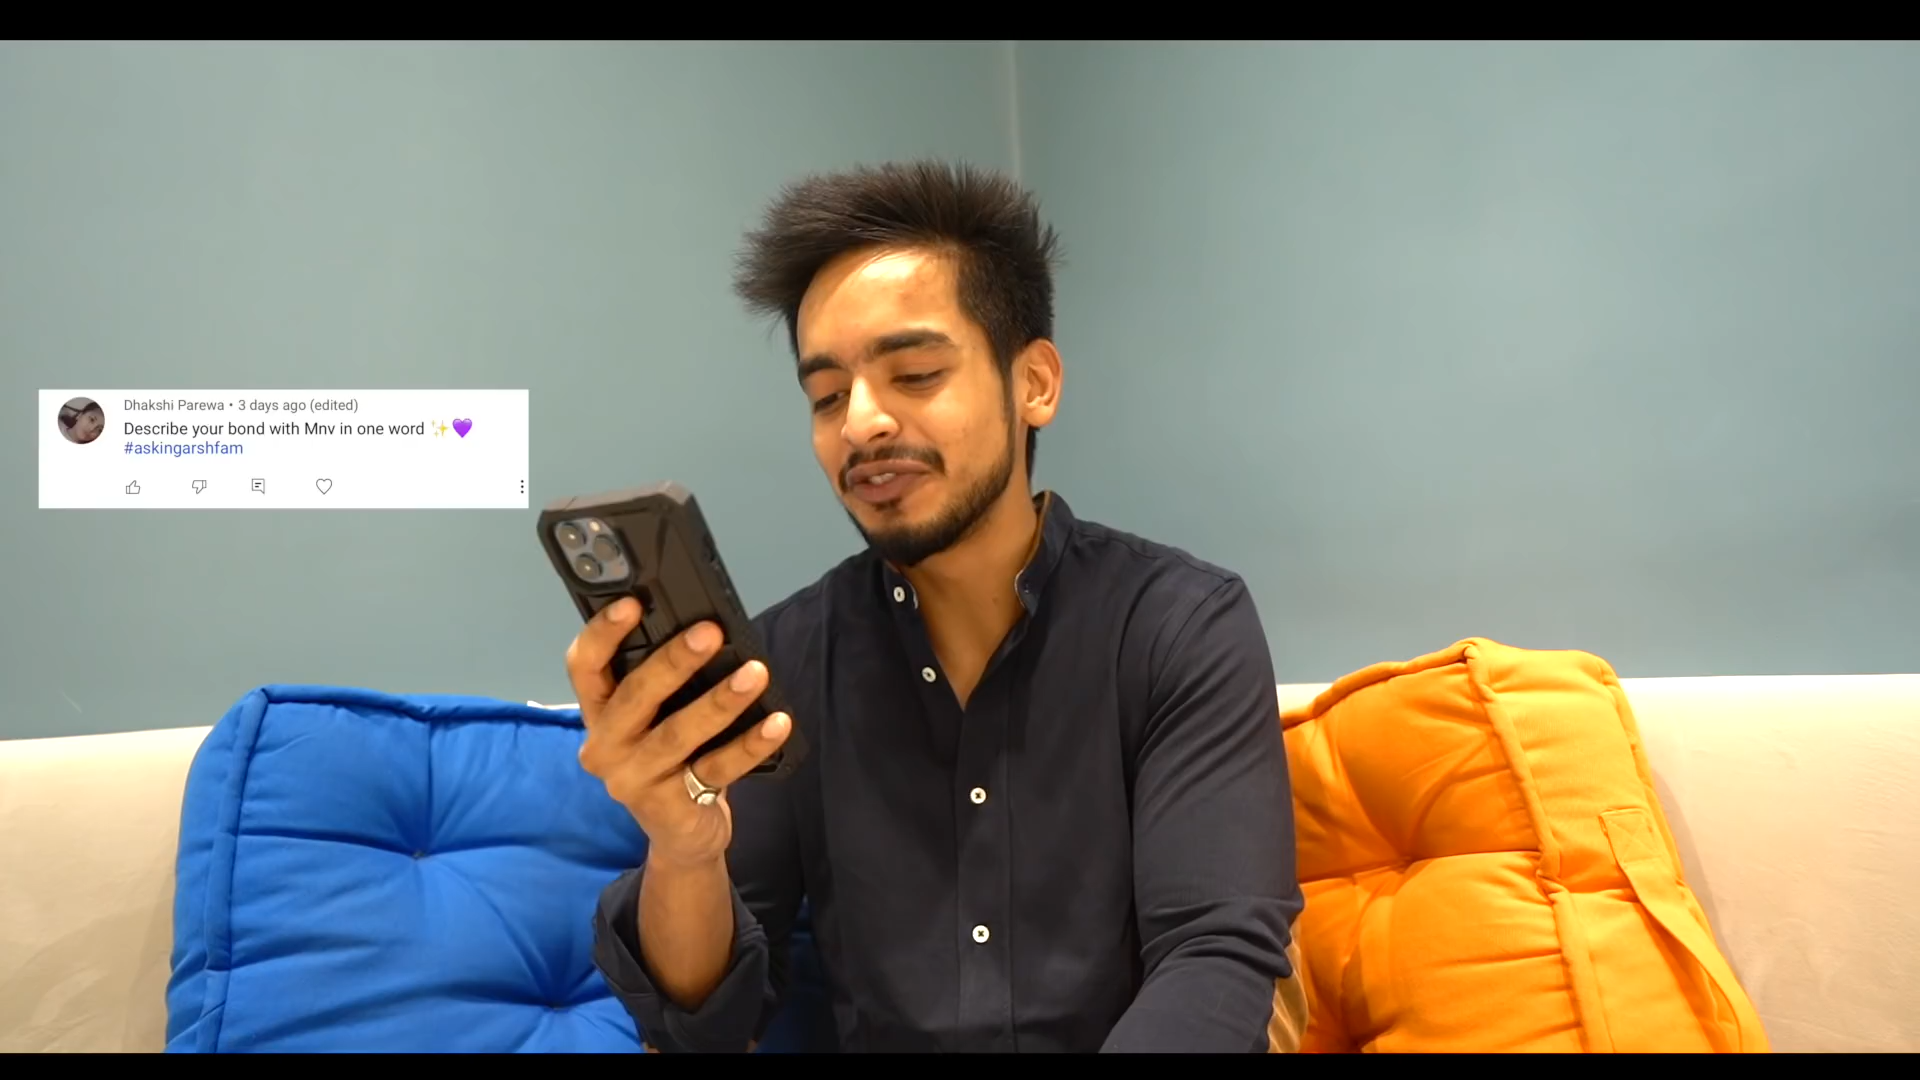 Dhakshi Parewa • 3 days ago (edited)
Describe your bond with Mnv in one word ✨💜
#askingarshfam